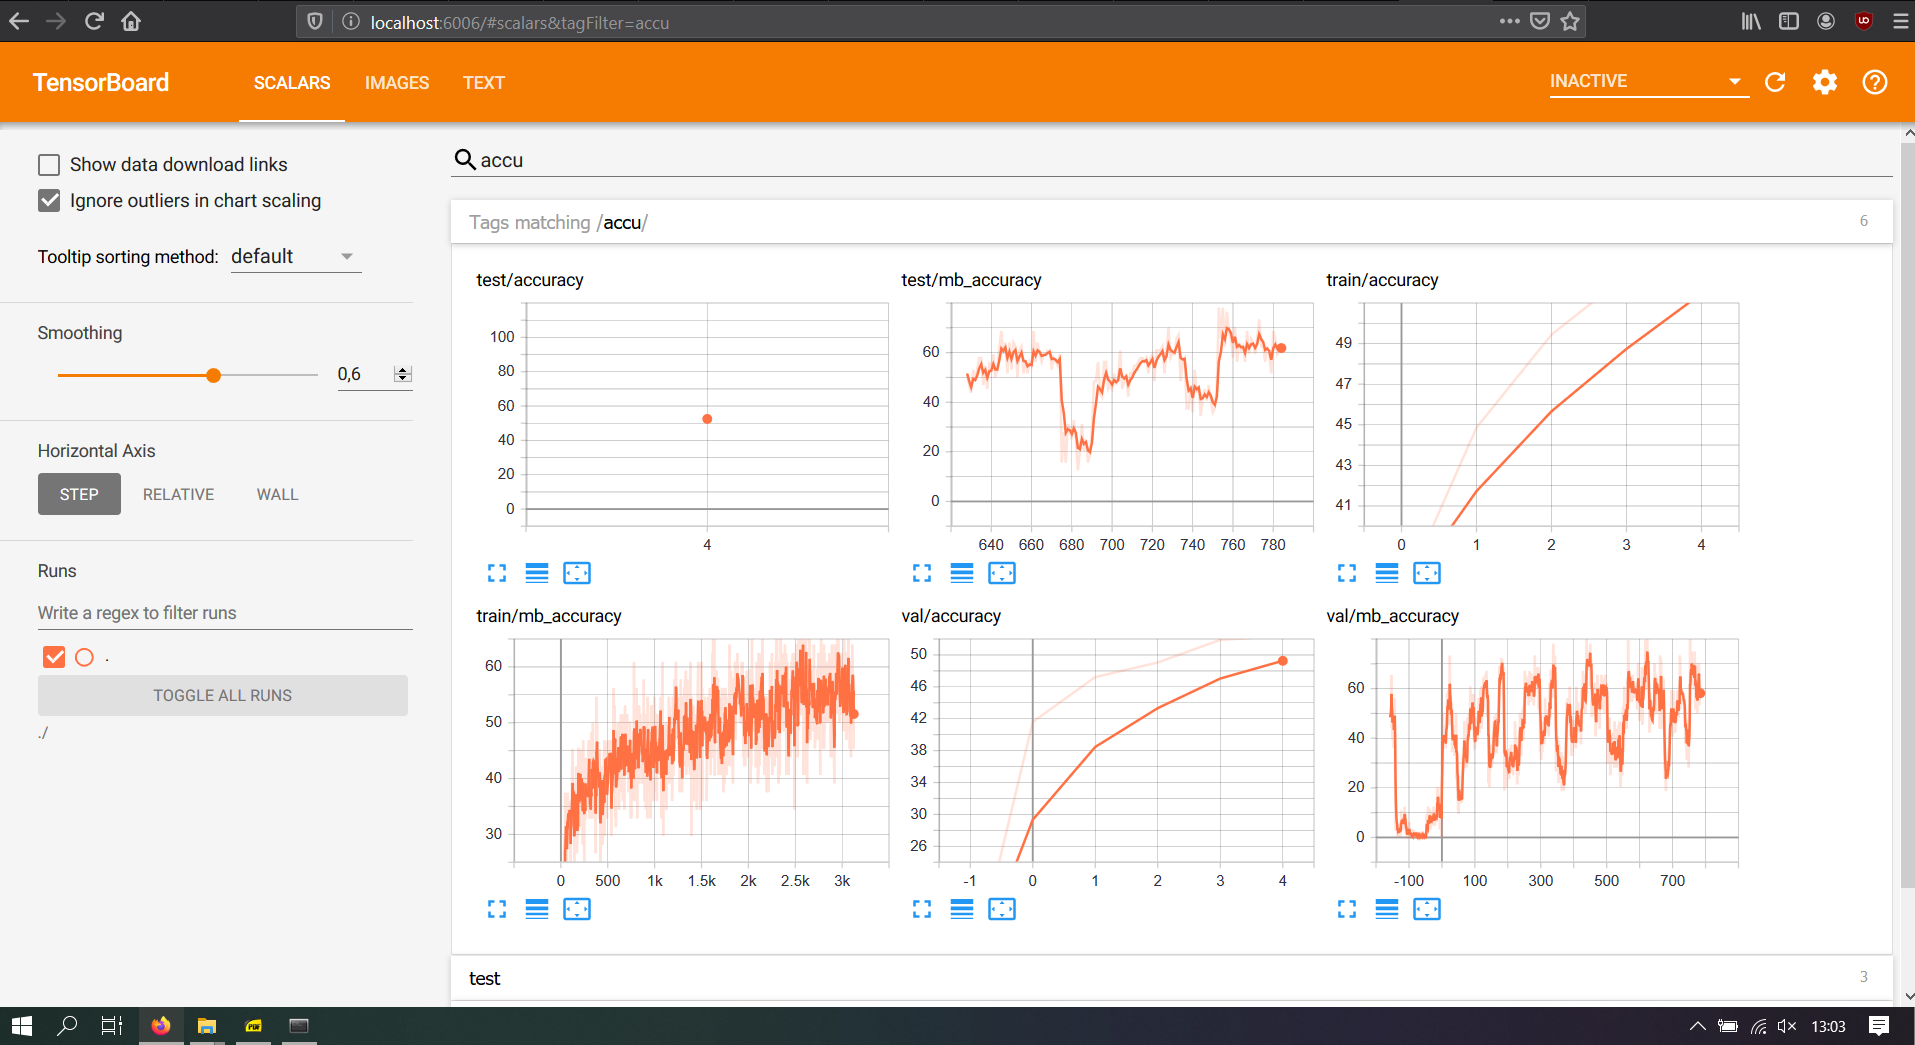 localhost:6006/#scalars&tagFilter=accu
TensorBoard
SCALARS IMAGES TEXT
INACTIVE
Show data download links
Ignore outliers in chart scaling
Tooltip sorting method: default
Smoothing
0,6
Horizontal Axis
STEP RELATIVE WALL
Runs
Write a regex to filter runs
.
TOGGLE ALL RUNS
./
accu
Tags matching /accu/ 6
test/accuracy
100
80
60
40
20
0
4
test/mb_accuracy
60
40
20
0
640 660 680 700 720 740 760 780
train/accuracy
49
47
45
43
41
0 1 2 3 4
train/mb_accuracy
60
50
40
30
0 500 1k 1.5k 2k 2.5k 3k
val/accuracy
50
46
42
38
34
30
26
-1 0 1 2 3 4
val/mb_accuracy
60
40
20
0
-100 100 300 500 700
test 3
PDF
13:03